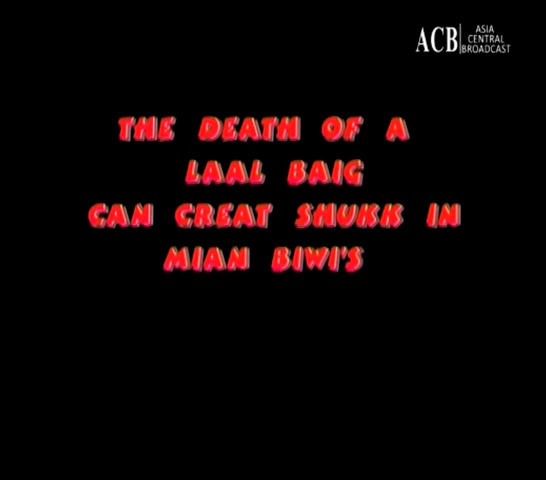 ACB
ASIA
CENTRAL
BROADCAST
THE DEATH OF A
LAAL BAIG
CAN CREAT SHUKK IN
MIAN BIWI'S